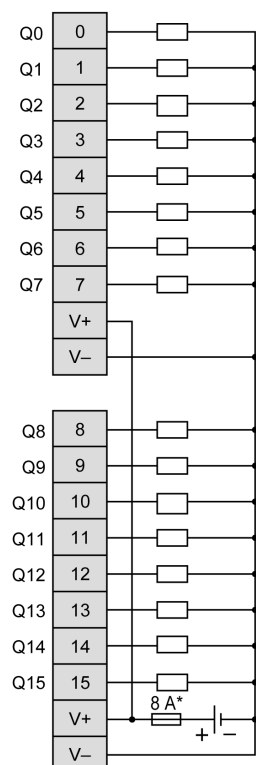 Q0 0
Q1 1
Q2 2
Q3 3
Q4 4
Q5 5
Q6 6
Q7 7
V+
V–
Q8 8
Q9 9
Q10 10
Q11 11
Q12 12
Q13 13
Q14 14
Q15 15
8 A*
V+ + –
V–